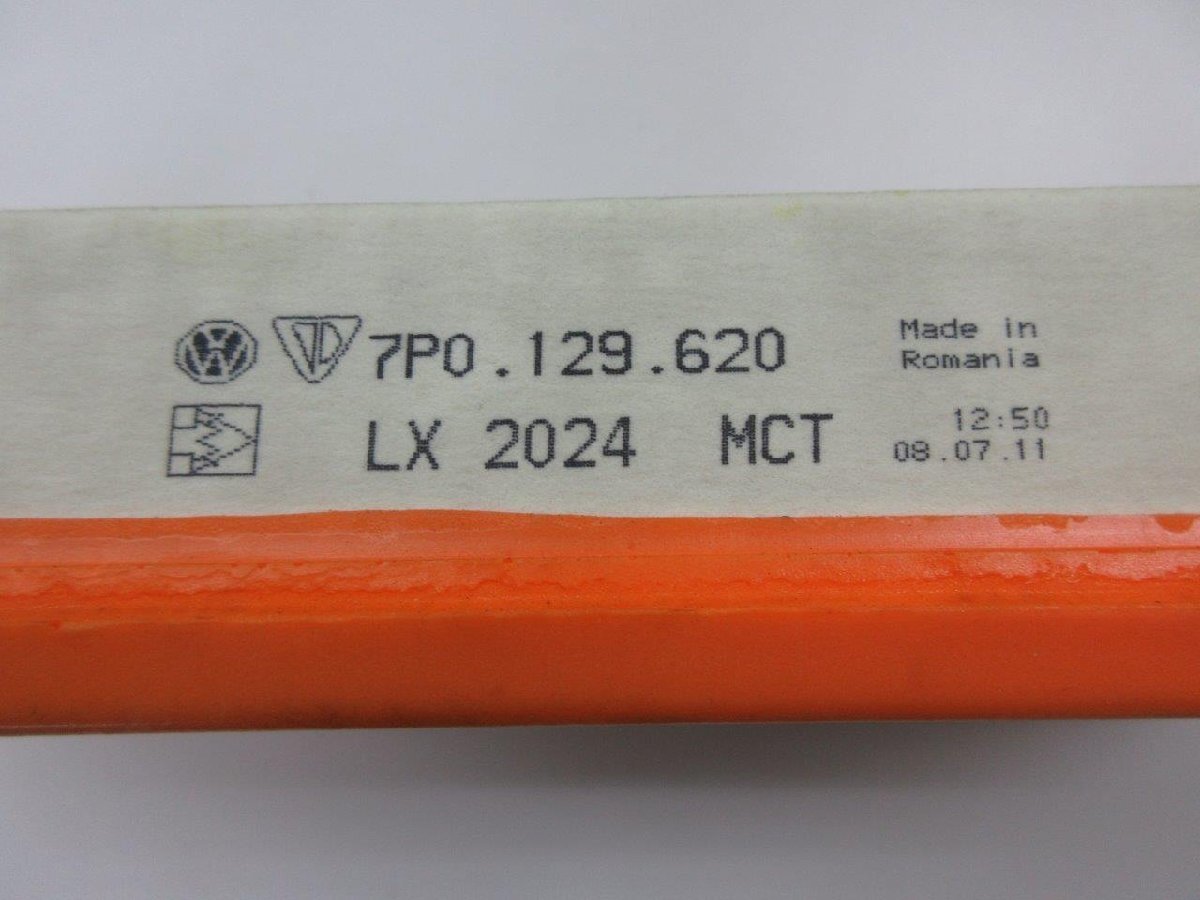 7P0.129.620
LX 2024 MCT
Made in
Romania
12:50
08.07.11